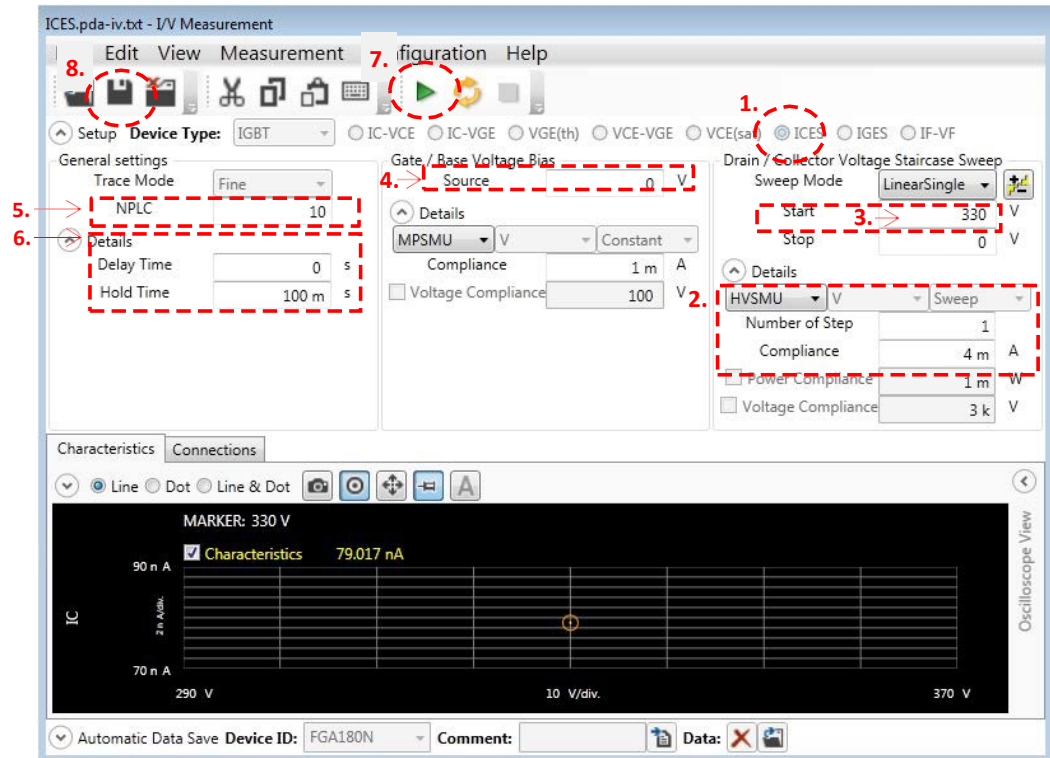 ICES.pda-iv.txt - I/V Measurement
Edit View Measurement figuration Help
8.
7.
1.
Setup Device Type: IGBT IC-VCE IC-VGE VGE(th) VCE-VGE VCE(sat) ICES IGES IF-VF
General settings
Trace Mode Fine
5. NPLC 10
6. Details
Delay Time 0 s
Hold Time 100 m s
Gate / Base Voltage Bias
4. Source 0 V
Details
MPSMU V Constant
Compliance 1 m A
Voltage Compliance 100 V
Drain / Collector Voltage Staircase Sweep
Sweep Mode LinearSingle
Start 3. 330 V
Stop 0 V
Details
2. HVSMU V Sweep
Number of Step 1
Compliance 4 m A
Power Compliance 1 m W
Voltage Compliance 3 k V
Characteristics Connections
Line Dot Line & Dot A
MARKER: 330 V
Characteristics 79.017 nA
90 n A
IC
2 n A/div.
70 n A
290 V 10 V/div. 370 V
Oscilloscope View
Automatic Data Save Device ID: FGA180N Comment: Data: